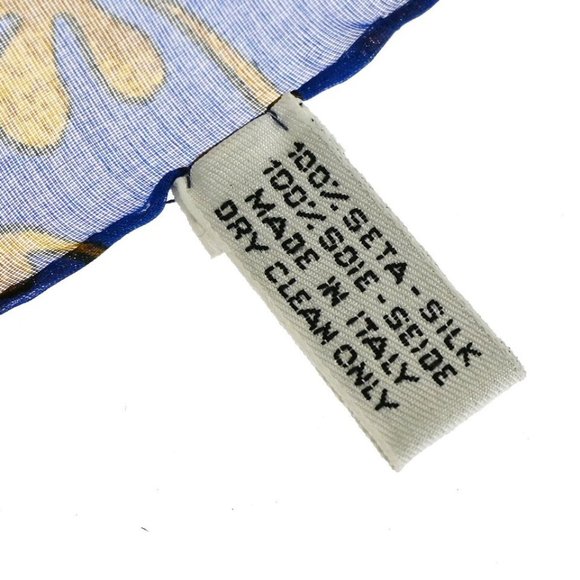 100% SETA - SILK
100% SOIE - SEIDE
MADE IN ITALY
DRY CLEAN ONLY